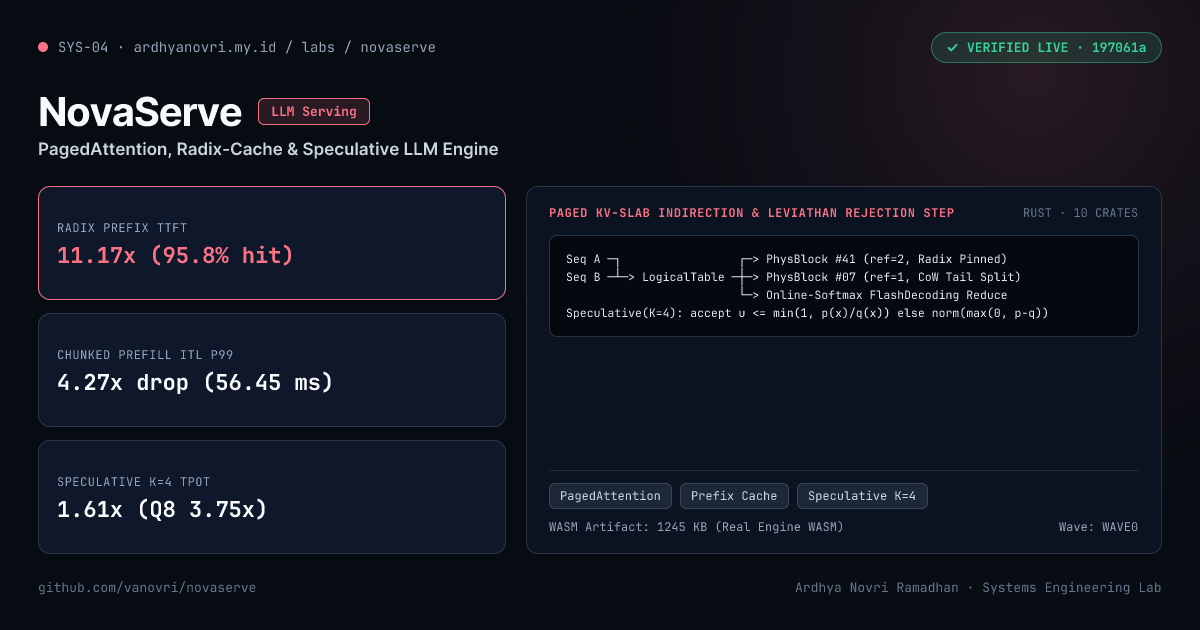 SYS-04 · ardhyanovri.my.id / labs / novaserve
✓ VERIFIED LIVE · 197061a
NovaServe
LLM Serving
PagedAttention, Radix-Cache & Speculative LLM Engine
RADIX PREFIX TTFT
11.17x (95.8% hit)
CHUNKED PREFILL ITL P99
4.27x drop (56.45 ms)
SPECULATIVE K=4 TPOT
1.61x (Q8 3.75x)
PAGED KV-SLAB INDIRECTION & LEVIATHAN REJECTION STEP
RUST · 10 CRATES
Seq A ─┐                 ┌─> PhysBlock #41 (ref=2, Radix Pinned)
Seq B ─┴─> LogicalTable ─┼─> PhysBlock #07 (ref=1, CoW Tail Split)
└─> Online-Softmax FlashDecoding Reduce
Speculative(K=4): accept u <= min(1, p(x)/q(x)) else norm(max(0, p-q))
PagedAttention
Prefix Cache
Speculative K=4
WASM Artifact: 1245 KB (Real Engine WASM)
Wave: WAVE0
github.com/vanovri/novaserve
Ardhya Novri Ramadhan · Systems Engineering Lab